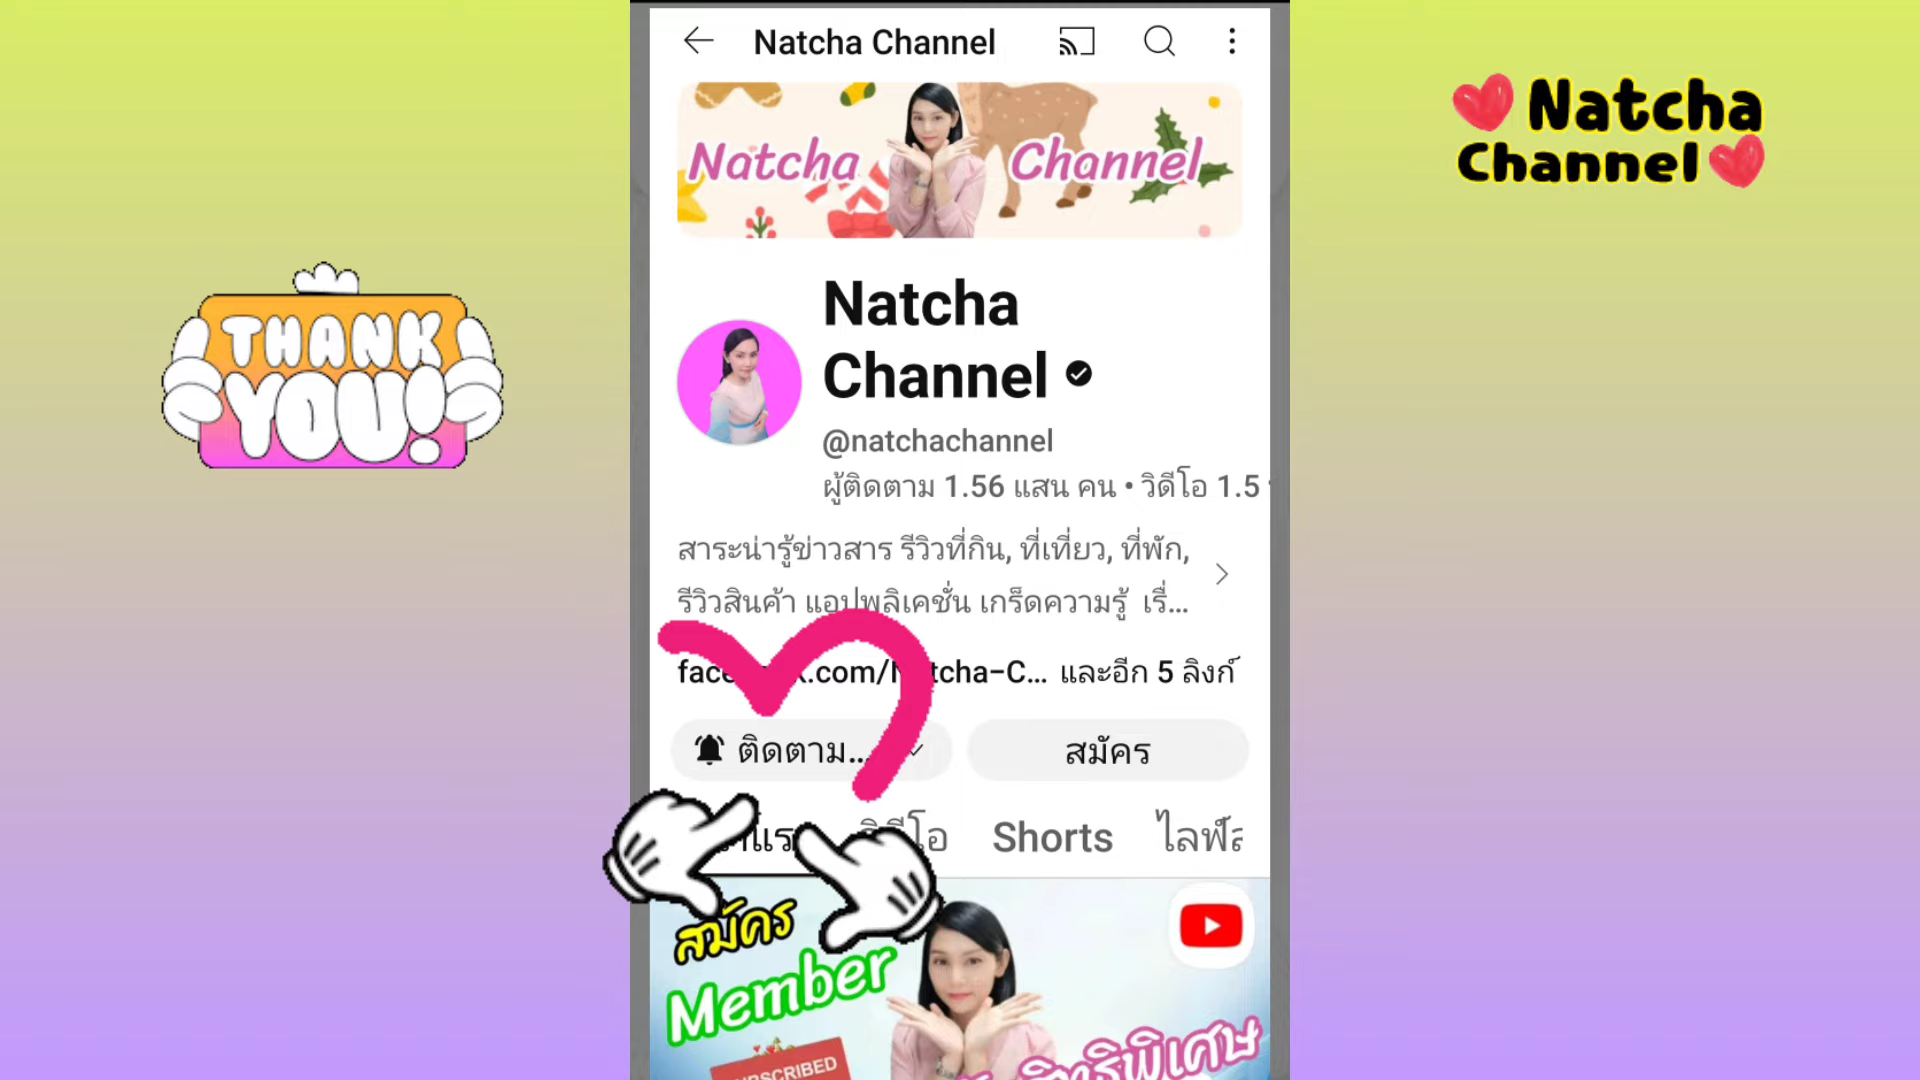 Natcha Channel
Natcha Channel
Natcha
Channel
@natchachannel
ผู้ติดตาม 1.56 แสน คน • วิดีโอ 1.5
สาระน่ารู้ข่าวสาร รีวิวที่กิน, ที่เที่ยว, ที่พัก,
รีวิวสินค้า แอปพลิเคชั่น เกร็ดความรู้ เรื่...
และอีก 5 ลิงก์
ติดตาม...
สมัคร
Shorts
สมัคร
Member
THANK
YOU!
Natcha
Channel